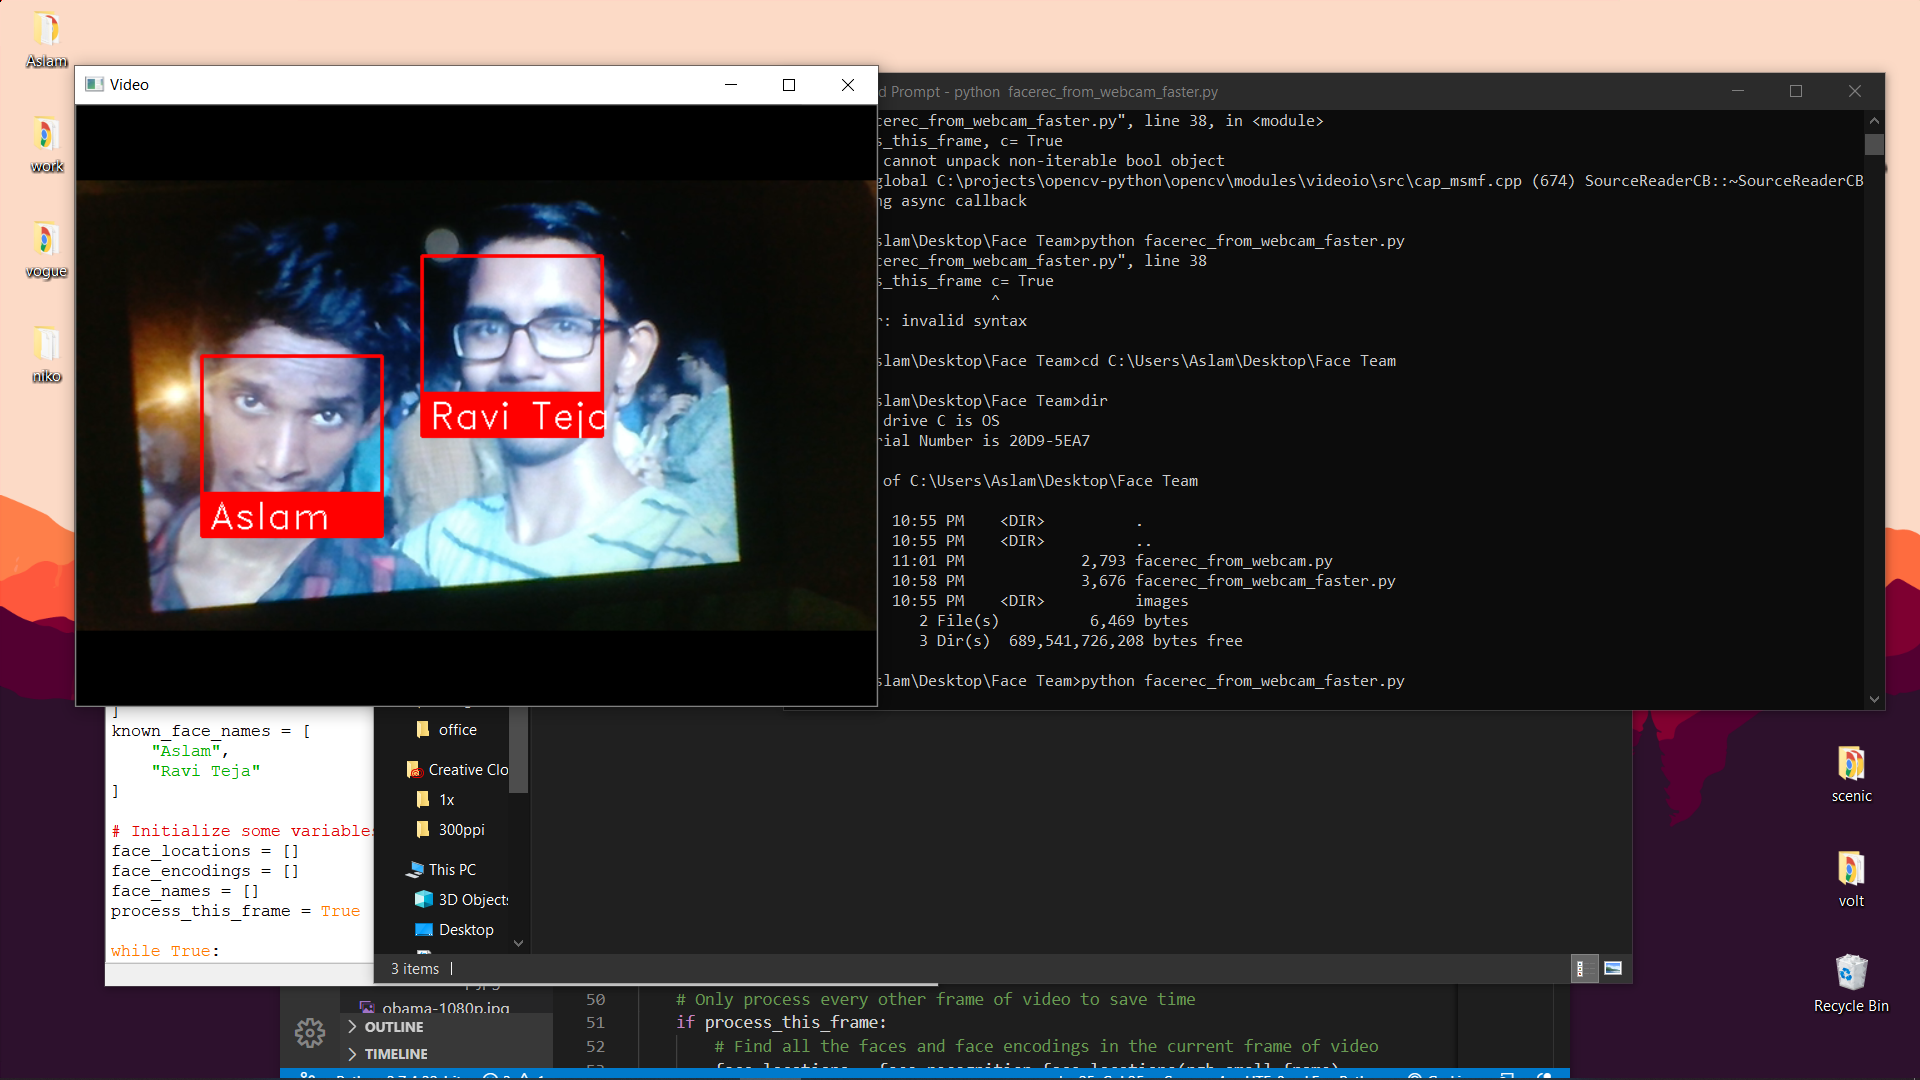 Aslam
work
vogue
niko
Video
Ravi Teja
Aslam
d Prompt - python facerec_from_webcam_faster.py
cerec_from_webcam_faster.py", line 38, in <module>
s_this_frame, c= True
cannot unpack non-iterable bool object
global C:\projects\opencv-python\opencv\modules\videoio\src\cap_msmf.cpp (674) SourceReaderCB::~SourceReaderCB
ng async callback
slam\Desktop\Face Team>python facerec_from_webcam_faster.py
cerec_from_webcam_faster.py", line 38
s_this_frame c= True
^
r: invalid syntax
slam\Desktop\Face Team>cd C:\Users\Aslam\Desktop\Face Team
slam\Desktop\Face Team>dir
drive C is OS
rial Number is 20D9-5EA7
of C:\Users\Aslam\Desktop\Face Team
10:55 PM <DIR> .
10:55 PM <DIR> ..
11:01 PM 2,793 facerec_from_webcam.py
10:58 PM 3,676 facerec_from_webcam_faster.py
10:55 PM <DIR> images
2 File(s) 6,469 bytes
3 Dir(s) 689,541,726,208 bytes free
slam\Desktop\Face Team>python facerec_from_webcam_faster.py
]
known_face_names = [
"Aslam",
"Ravi Teja"
]
# Initialize some variables
face_locations = []
face_encodings = []
face_names = []
process_this_frame = True
while True:
office
Creative Clo
1x
300ppi
This PC
3D Objects
Desktop
3 items
obama-1080p.jpg
OUTLINE
TIMELINE
50 # Only process every other frame of video to save time
51 if process_this_frame:
52 # Find all the faces and face encodings in the current frame of video
scenic
volt
Recycle Bin